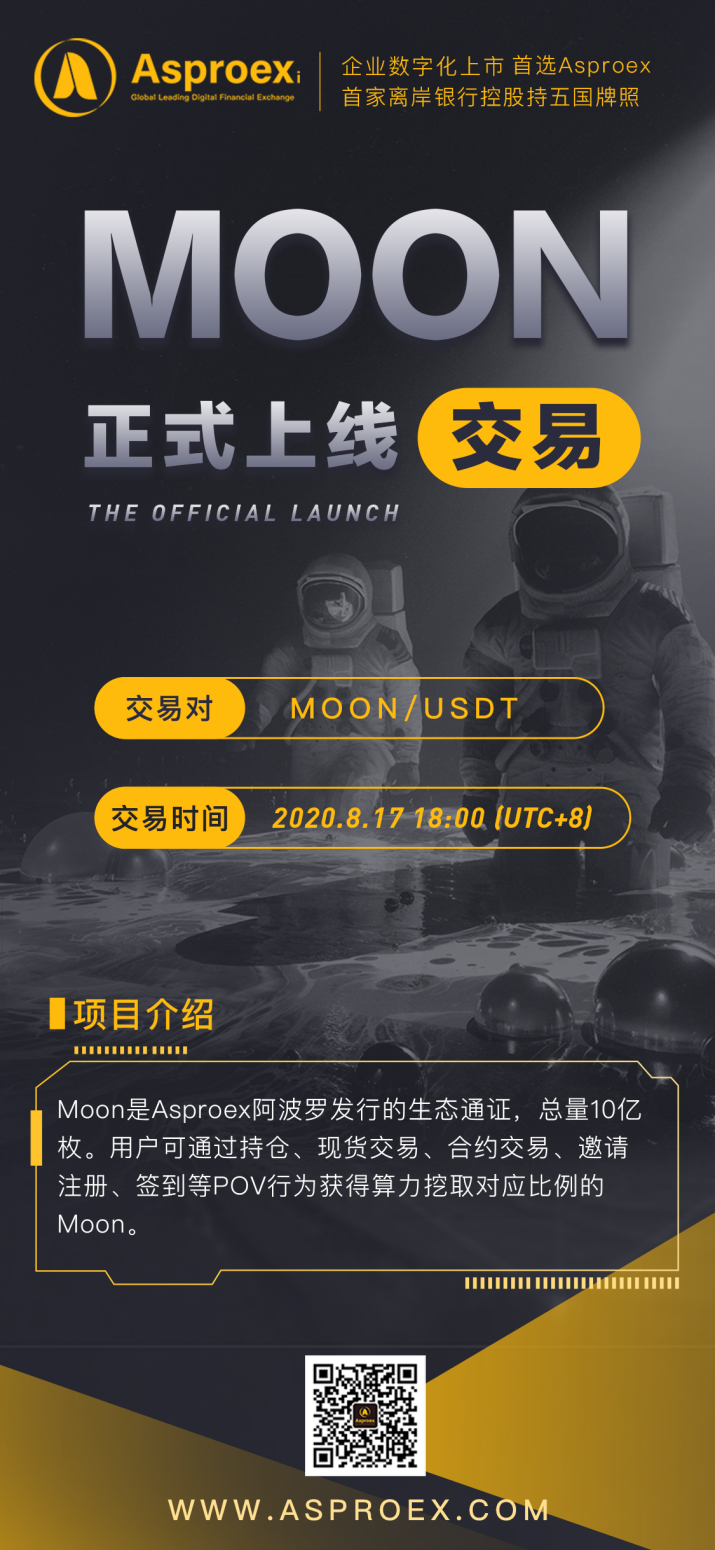 Asproex
Global Leading Digital Financial Exchange
企业数字化上市 首选Asproex
首家离岸银行控股持五国牌照
MOON
正式上线 交易
THE OFFICIAL LAUNCH
交易对 MOON/USDT
交易时间 2020.8.17 18:00 (UTC+8)
项目介绍
Moon是Asproex阿波罗发行的生态通证，总量10亿
枚。用户可通过持仓、现货交易、合约交易、邀请
注册、签到等POV行为获得算力挖取对应比例的
Moon。
Asproex
WWW.ASPROEX.COM